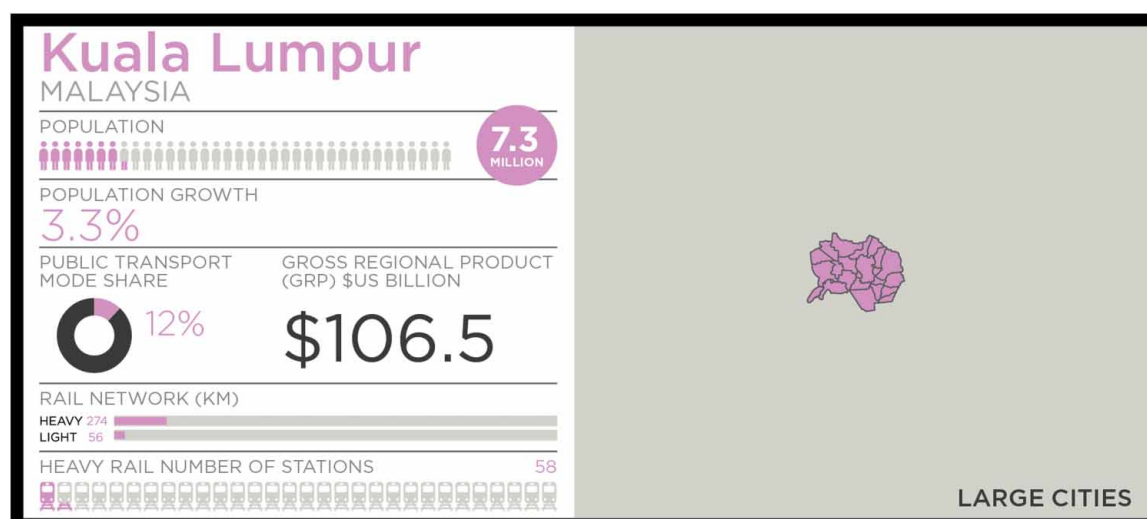 Kuala Lumpur
MALAYSIA
POPULATION
7.3
MILLION
POPULATION GROWTH
3.3%
PUBLIC TRANSPORT
MODE SHARE
12%
GROSS REGIONAL PRODUCT
(GRP) $US BILLION
$106.5
RAIL NETWORK (KM)
HEAVY 274
LIGHT 56
HEAVY RAIL NUMBER OF STATIONS 58
LARGE CITIES